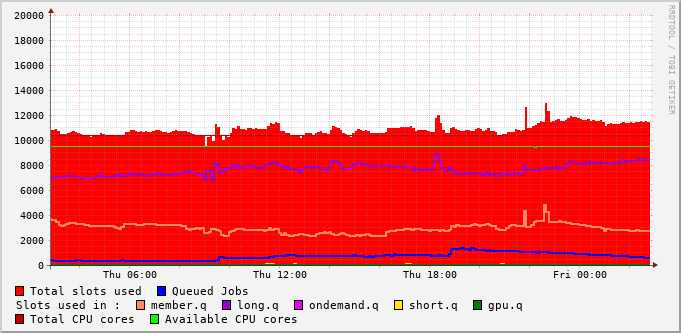 RRDTOOL / TOBI OETIKER
20000
18000
16000
14000
12000
10000
8000
6000
4000
2000
0
Thu 06:00 Thu 12:00 Thu 18:00 Fri 00:00
Total slots used Queued Jobs
Slots used in : member.q long.q ondemand.q short.q gpu.q
Total CPU cores Available CPU cores